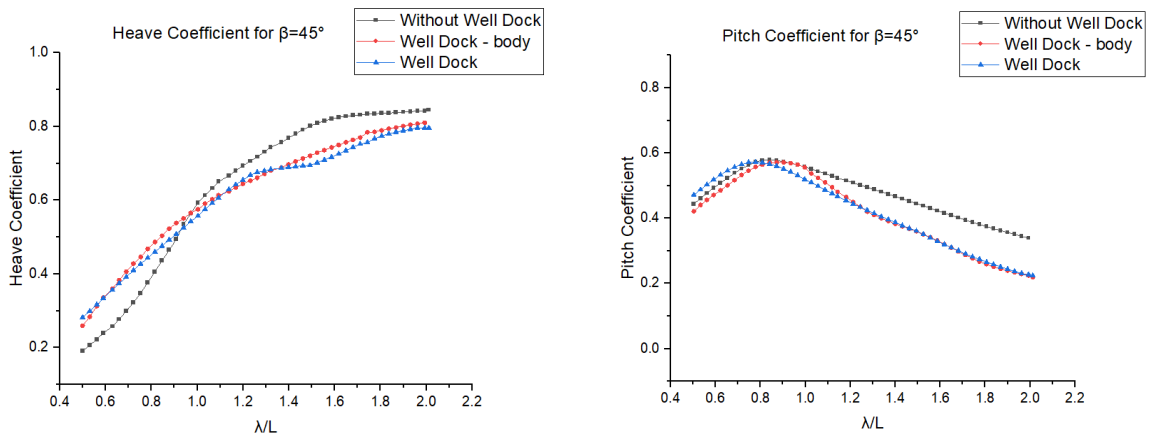 Heave Coefficient for β=45°
Without Well Dock
Well Dock - body
Well Dock
1.0
0.8
0.6
0.4
0.2
Heave Coefficient
0.4 0.6 0.8 1.0 1.2 1.4 1.6 1.8 2.0 2.2
λ/L
Pitch Coefficient for β=45°
Without Well Dock
Well Dock - body
Well Dock
0.8
0.6
0.4
0.2
0.0
Pitch Coefficient
0.4 0.6 0.8 1.0 1.2 1.4 1.6 1.8 2.0 2.2
λ/L